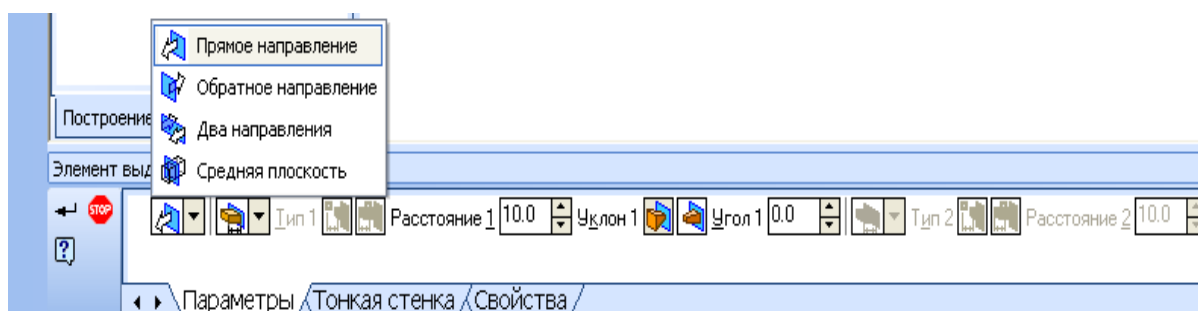 Прямое направление
Обратное направление
Построение
Два направления
Элемент выд
Средняя плоскость
STOP Тип 1 Расстояние 1 10.0 Уклон 1 Угол 1 0.0 Тип 2 Расстояние 2 10.0
?
Параметры Тонкая стенка Свойства